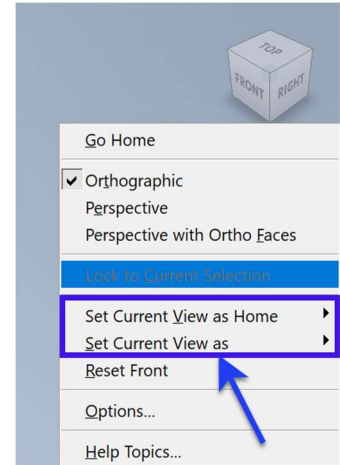 TOP
FRONT RIGHT
Go Home
Orthographic
Perspective
Perspective with Ortho Faces
Lock to Current Selection
Set Current View as Home
Set Current View as
Reset Front
Options...
Help Topics...